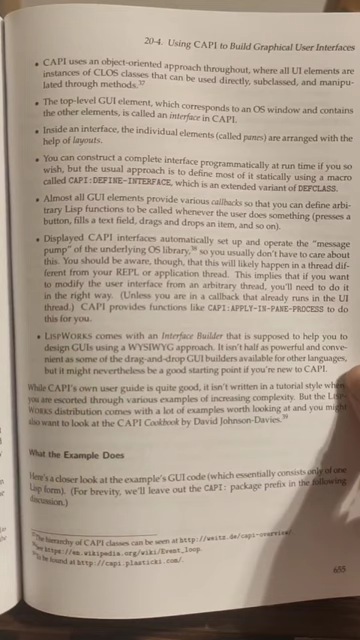 20-4. Using CAPI to Build Graphical User Interfaces
• CAPI uses an object-oriented approach throughout, where all UI elements are
instances of CLOS classes that can be used directly, subclassed, and manipu-
lated through methods.37
• The top-level GUI element, which corresponds to an OS window and contains
the other elements, is called an interface in CAPI.
• Inside an interface, the individual elements (called panes) are arranged with the
help of layouts.
• You can construct a complete interface programmatically at run time if you so
wish, but the usual approach is to define most of it statically using a macro
called CAPI:DEFINE-INTERFACE, which is an extended variant of DEFCLASS.
• Almost all GUI elements provide various callbacks so that you can define arbi-
trary Lisp functions to be called whenever the user does something (presses a
button, fills a text field, drags and drops an item, and so on).
• Displayed CAPI interfaces automatically set up and operate the "message
pump" of the underlying OS library,38 so you usually don't have to care about
this. You should be aware, though, that this will likely happen in a thread dif-
ferent from your REPL or application thread. This implies that if you want
to modify the user interface from an arbitrary thread, you'll need to do it
in the right way. (Unless you are in a callback that already runs in the UI
thread.) CAPI provides functions like CAPI:APPLY-IN-PANE-PROCESS to do
this for you.
• LISPWORKS comes with an Interface Builder that is supposed to help you to
design GUIs using a WYSIWYG approach. It isn't half as powerful and conve-
nient as some of the drag-and-drop GUI builders available for other languages,
but it might nevertheless be a good starting point if you're new to CAPI.
While CAPI's own user guide is quite good, it isn't written in a tutorial style when
you are escorted through various examples of increasing complexity. But the LISP-
WORKS distribution comes with a lot of examples worth looking at and you might
also want to look at the CAPI Cookbook by David Johnson-Davies.39
What the Example Does
Here's a closer look at the example's GUI code (which essentially consists only of one
Lisp form). (For brevity, we'll leave out the CAPI: package prefix in the following
discussion.)
37The hierarchy of CAPI classes can be seen at http://weitz.de/capi-overview/
38See https://en.wikipedia.org/wiki/Event_loop.
39To be found at http://capi.plasticki.com/.
655